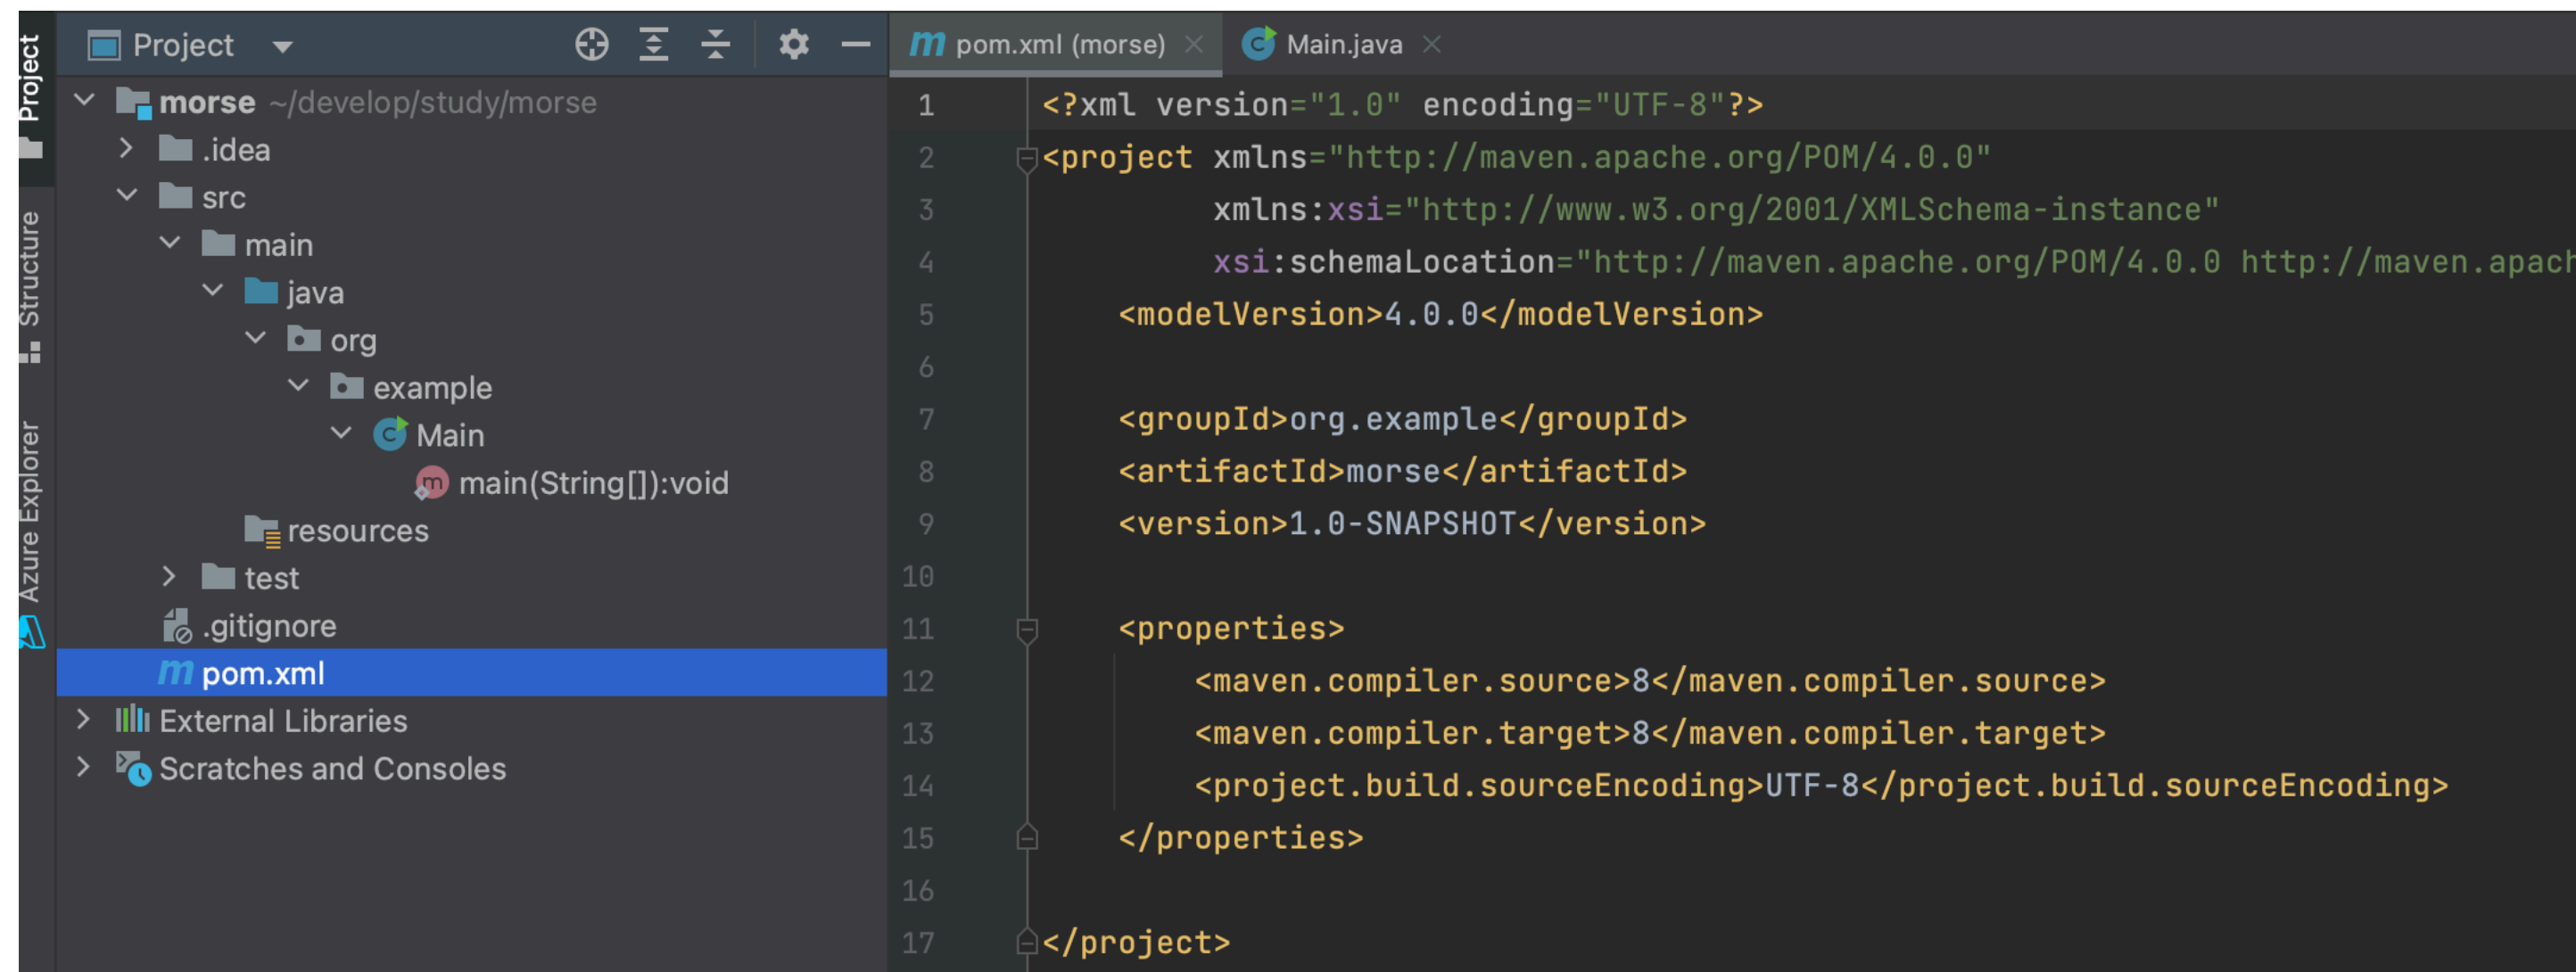 Project
pom.xml (morse)
Main.java
Project
Structure
Azure Explorer
morse ~/develop/study/morse
.idea
src
main
java
org
example
Main
main(String[]):void
resources
test
.gitignore
pom.xml
External Libraries
Scratches and Consoles
1 <?xml version="1.0" encoding="UTF-8"?>
2 <project xmlns="http://maven.apache.org/POM/4.0.0"
3 xmlns:xsi="http://www.w3.org/2001/XMLSchema-instance"
4 xsi:schemaLocation="http://maven.apache.org/POM/4.0.0 http://maven.apach
5 <modelVersion>4.0.0</modelVersion>
6
7 <groupId>org.example</groupId>
8 <artifactId>morse</artifactId>
9 <version>1.0-SNAPSHOT</version>
10
11 <properties>
12 <maven.compiler.source>8</maven.compiler.source>
13 <maven.compiler.target>8</maven.compiler.target>
14 <project.build.sourceEncoding>UTF-8</project.build.sourceEncoding>
15 </properties>
16
17 </project>